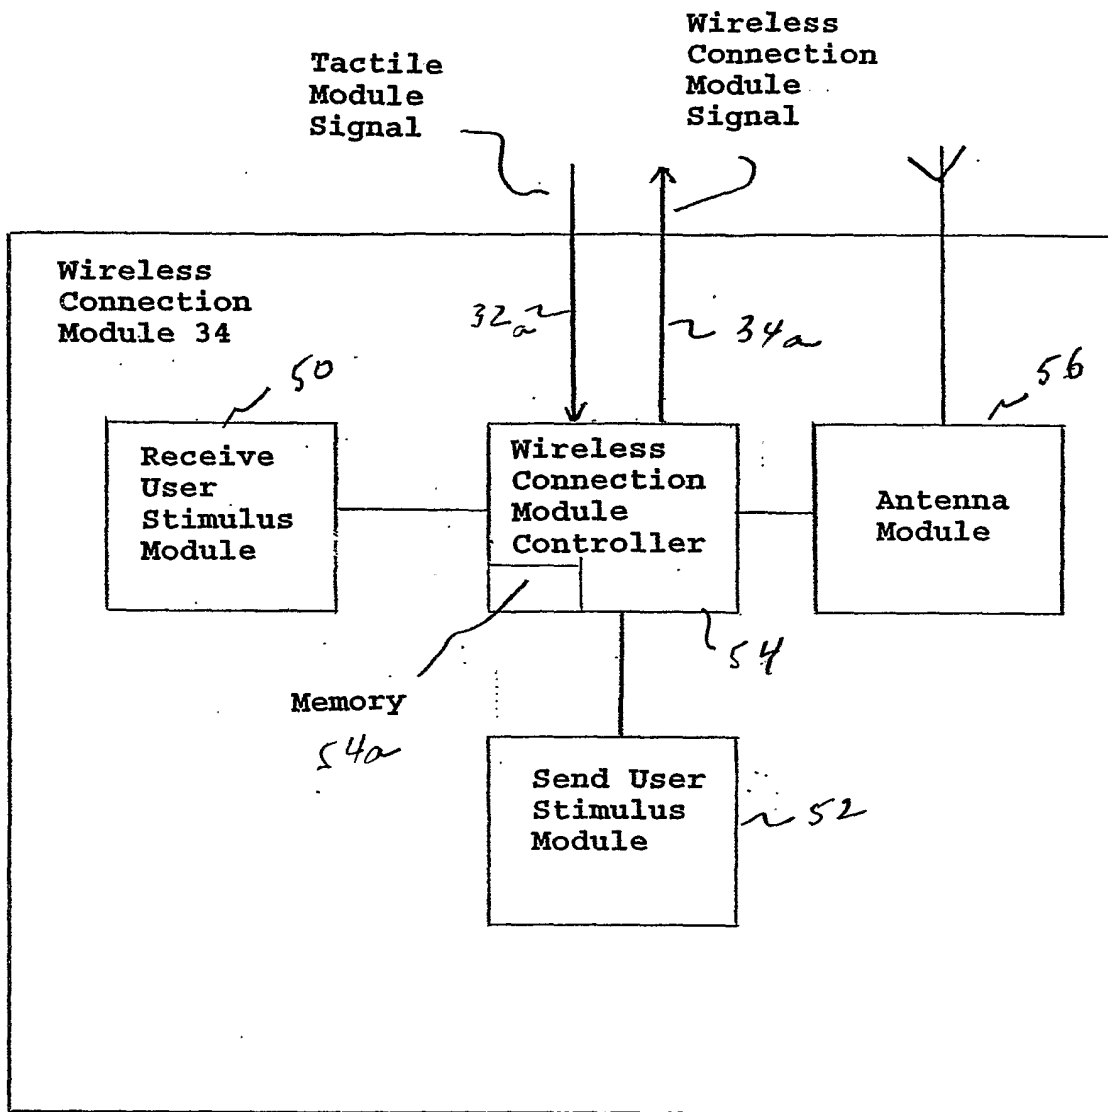 Tactile
Module
Signal
Wireless
Connection
Module
Signal
Wireless
Connection
Module 34
32a
34a
50
56
Receive
User
Stimulus
Module
Wireless
Connection
Module
Controller
Antenna
Module
54
Memory
54a
Send User
Stimulus
Module
52